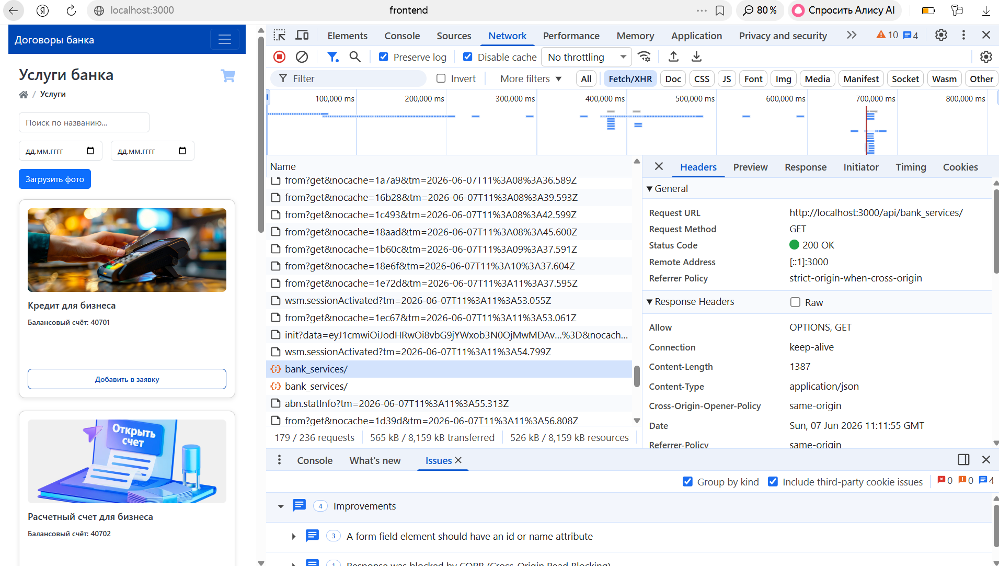 localhost:3000
frontend
80 %
Спросить Алису AI
Договоры банка
Услуги банка
/ Услуги
Поиск по названию...
дд.мм.гггг
дд.мм.гггг
Загрузить фото
Кредит для бизнеса
Балансовый счёт: 40701
Добавить в заявку
Открыть
счет
Расчетный счет для бизнеса
Балансовый счёт: 40702
Elements
Console
Sources
Network
Performance
Memory
Application
Privacy and security
10
4
Preserve log
Disable cache
No throttling
Filter
Invert
More filters
All
Fetch/XHR
Doc
CSS
JS
Font
Img
Media
Manifest
Socket
Wasm
Other
100,000 ms
200,000 ms
300,000 ms
400,000 ms
500,000 ms
600,000 ms
700,000 ms
800,000 ms
Name
from?get&nocache=1a7a9&tm=2026-06-07T11%3A08%3A36.589Z
from?get&nocache=16b28&tm=2026-06-07T11%3A08%3A39.593Z
from?get&nocache=1c493&tm=2026-06-07T11%3A08%3A42.599Z
from?get&nocache=18aad&tm=2026-06-07T11%3A08%3A45.600Z
from?get&nocache=1b60c&tm=2026-06-07T11%3A09%3A37.591Z
from?get&nocache=18e6f&tm=2026-06-07T11%3A10%3A37.604Z
from?get&nocache=1e72d&tm=2026-06-07T11%3A11%3A37.595Z
wsm.sessionActivated?tm=2026-06-07T11%3A11%3A53.055Z
from?get&nocache=1ec67&tm=2026-06-07T11%3A11%3A53.061Z
init?data=eyJ1cmwiOiJodHRwOi8vbG9jYWxob3N0OjMwMDAv...%3D&nocach...
wsm.sessionActivated?tm=2026-06-07T11%3A11%3A54.799Z
bank_services/
bank_services/
abn.statInfo?tm=2026-06-07T11%3A11%3A55.313Z
from?get&nocache=1d39d&tm=2026-06-07T11%3A11%3A56.808Z
179 / 236 requests
565 kB / 8,159 kB transferred
526 kB / 8,159 kB resources
Headers
Preview
Response
Initiator
Timing
Cookies
General
Request URL
http://localhost:3000/api/bank_services/
Request Method
GET
Status Code
200 OK
Remote Address
[::1]:3000
Referrer Policy
strict-origin-when-cross-origin
Response Headers
Raw
Allow
OPTIONS, GET
Connection
keep-alive
Content-Length
1387
Content-Type
application/json
Cross-Origin-Opener-Policy
same-origin
Date
Sun, 07 Jun 2026 11:11:55 GMT
Referrer-Policy
same-origin
Console
What's new
Issues
Group by kind
Include third-party cookie issues
0
0
4
4
Improvements
3
A form field element should have an id or name attribute
1
Response was blocked by CORB (Cross-Origin Read Blocking)